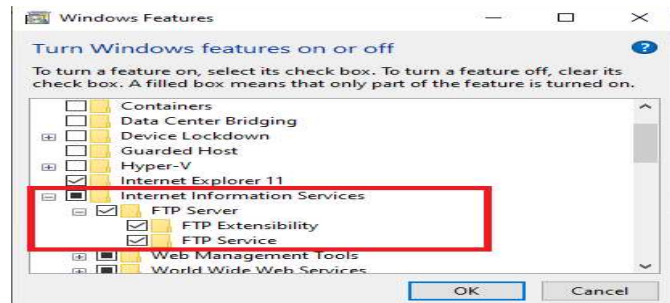 Windows Features
Turn Windows features on or off
To turn a feature on, select its check box. To turn a feature off, clear its
check box. A filled box means that only part of the feature is turned on.
Containers
Data Center Bridging
Device Lockdown
Guarded Host
Hyper-V
Internet Explorer 11
Internet Information Services
FTP Server
FTP Extensibility
FTP Service
Web Management Tools
World Wide Web Services
OK Cancel